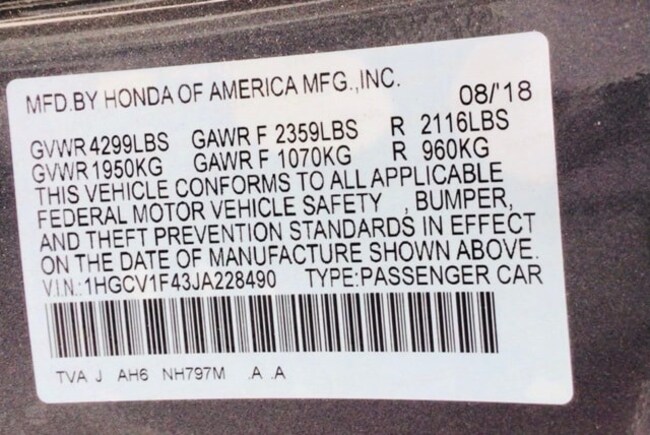 MFD.BY HONDA OF AMERICA MFG.,INC. 08/'18
GVWR 4299LBS GAWR F 2359LBS R 2116LBS
GVWR 1950KG GAWR F 1070KG R 960KG
THIS VEHICLE CONFORMS TO ALL APPLICABLE
FEDERAL MOTOR VEHICLE SAFETY , BUMPER,
AND THEFT PREVENTION STANDARDS IN EFFECT
ON THE DATE OF MANUFACTURE SHOWN ABOVE.
V.I.N.:1HGCV1F43JA228490 TYPE:PASSENGER CAR
TVA J AH6 NH797M .A .A